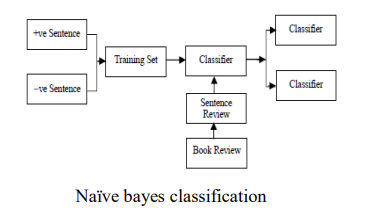 +ve Sentence
−ve Sentence
Training Set
Classifier
Sentence
Review
Book Review
Classifier
Classifier
Naïve bayes classification